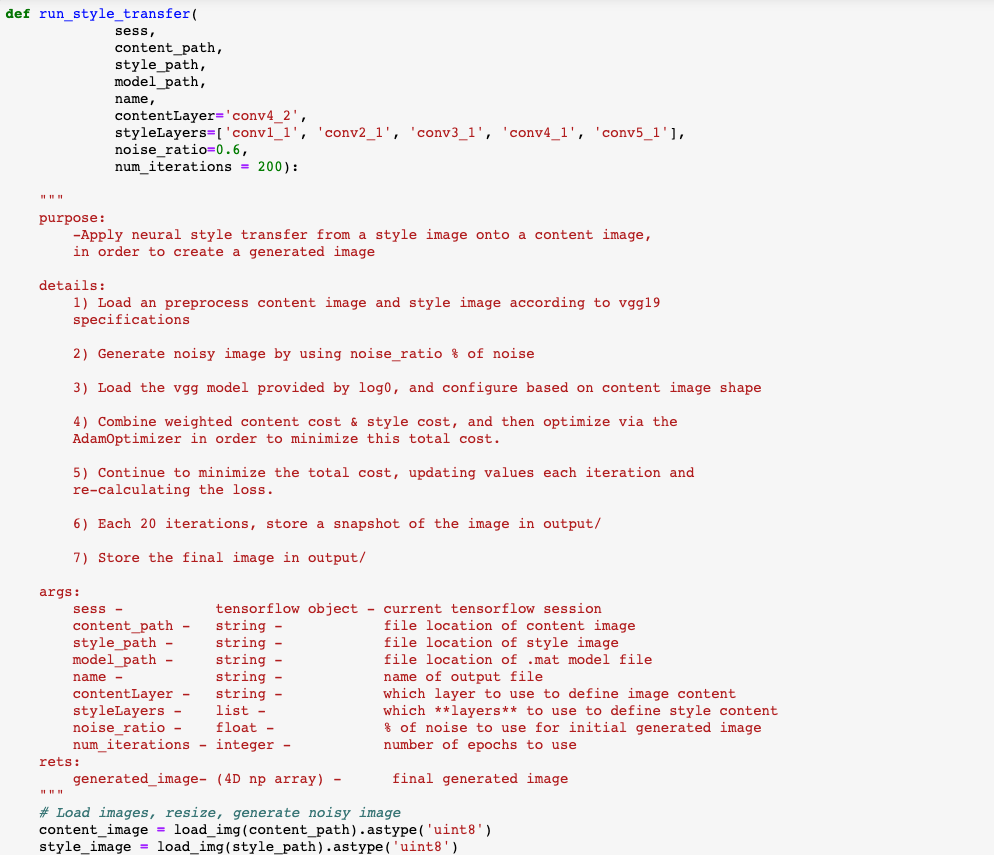 def run_style_transfer(
            sess,
            content_path,
            style_path,
            model_path,
            name,
            contentLayer='conv4_2',
            styleLayers=['conv1_1', 'conv2_1', 'conv3_1', 'conv4_1', 'conv5_1'],
            noise_ratio=0.6,
            num_iterations = 200):
    """
    purpose:
        -Apply neural style transfer from a style image onto a content image,
        in order to create a generated image
    details:
        1) Load an preprocess content image and style image according to vgg19
        specifications
        2) Generate noisy image by using noise_ratio % of noise
        3) Load the vgg model provided by log0, and configure based on content image shape
        4) Combine weighted content cost & style cost, and then optimize via the
        AdamOptimizer in order to minimize this total cost.
        5) Continue to minimize the total cost, updating values each iteration and
        re-calculating the loss.
        6) Each 20 iterations, store a snapshot of the image in output/
        7) Store the final image in output/
    args:
        sess -           tensorflow object - current tensorflow session
        content_path -   string -            file location of content image
        style_path -     string -            file location of style image
        model_path -     string -            file location of .mat model file
        name -           string -            name of output file
        contentLayer -   string -            which layer to use to define image content
        styleLayers -    list -              which **layers** to use to define style content
        noise_ratio -    float -             % of noise to use for initial generated image
        num_iterations - integer -           number of epochs to use
    rets:
        generated_image- (4D np array) -      final generated image
    """
    # Load images, resize, generate noisy image
    content_image = load_img(content_path).astype('uint8')
    style_image = load_img(style_path).astype('uint8')